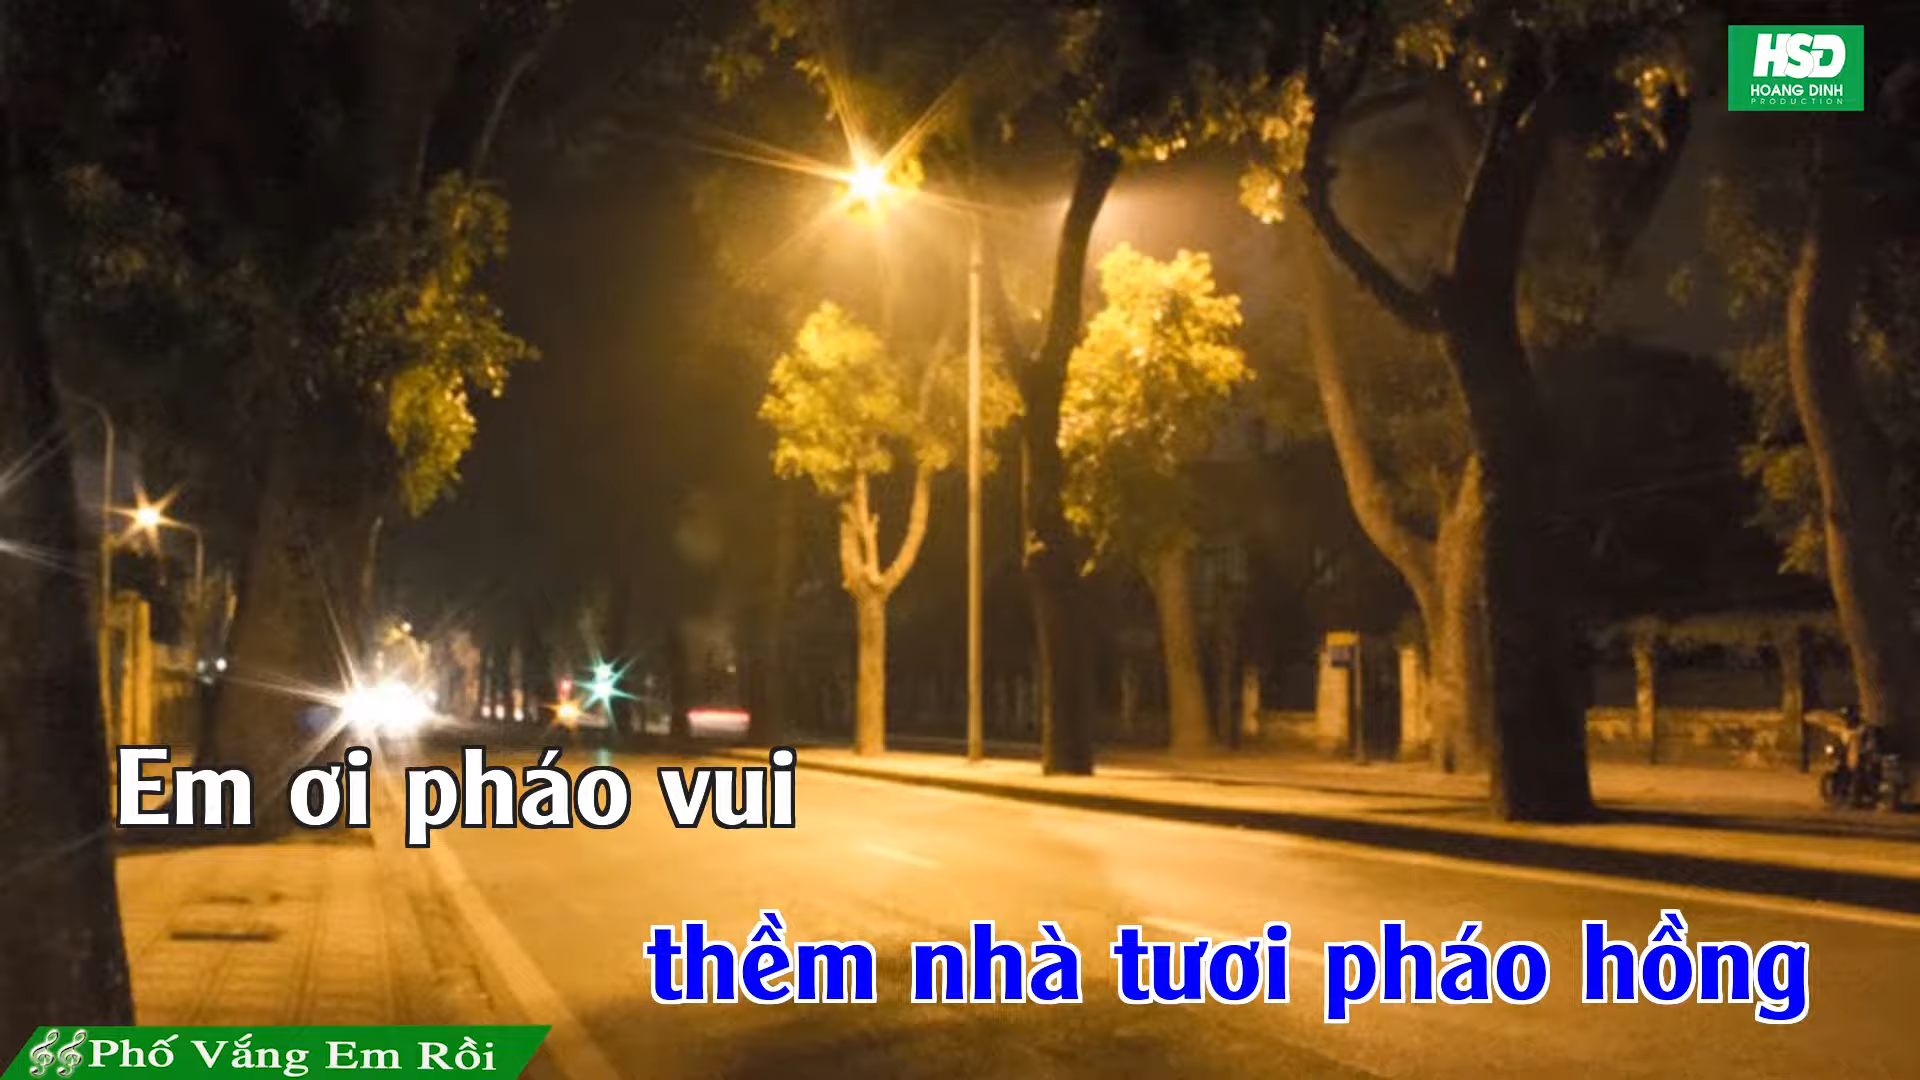 HSD
HOANG DINH
PRODUCTION
Em ơi pháo vui
thềm nhà tươi pháo hồng
Phố Vắng Em Rồi